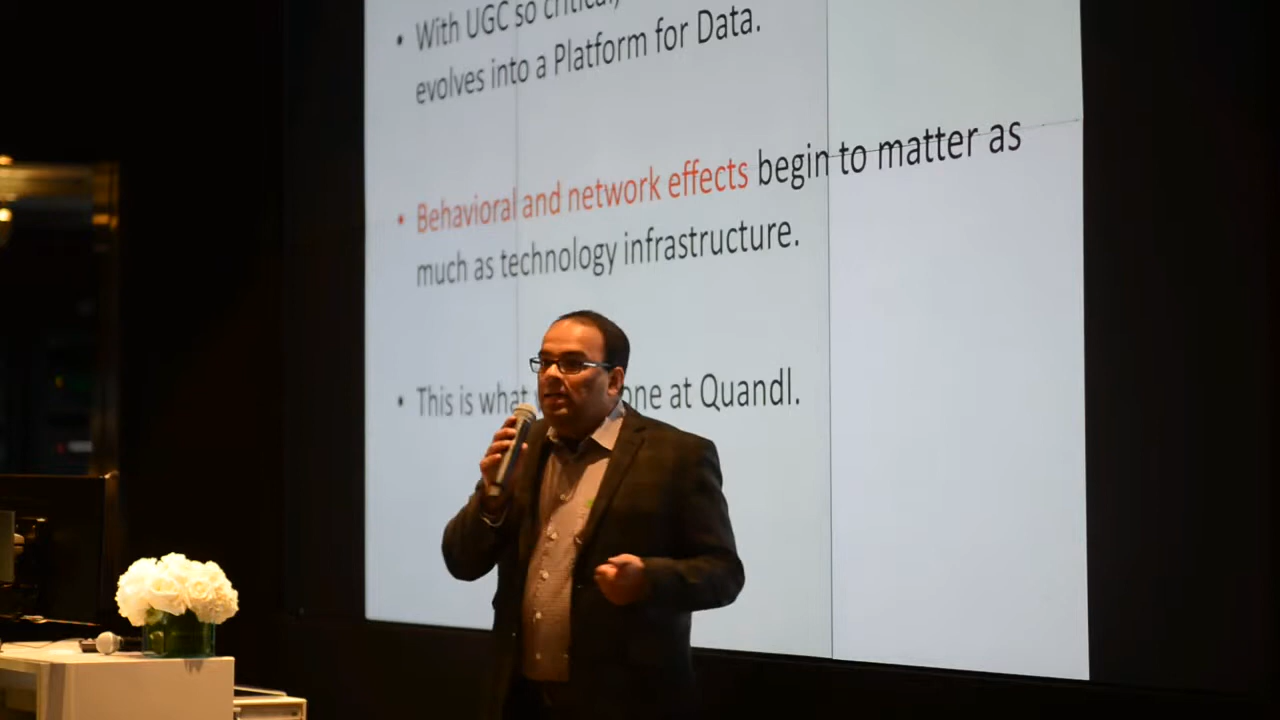 • With UGC so critical,
evolves into a Platform for Data.
• Behavioral and network effects begin to matter as
much as technology infrastructure.
• This is what one at Quandl.